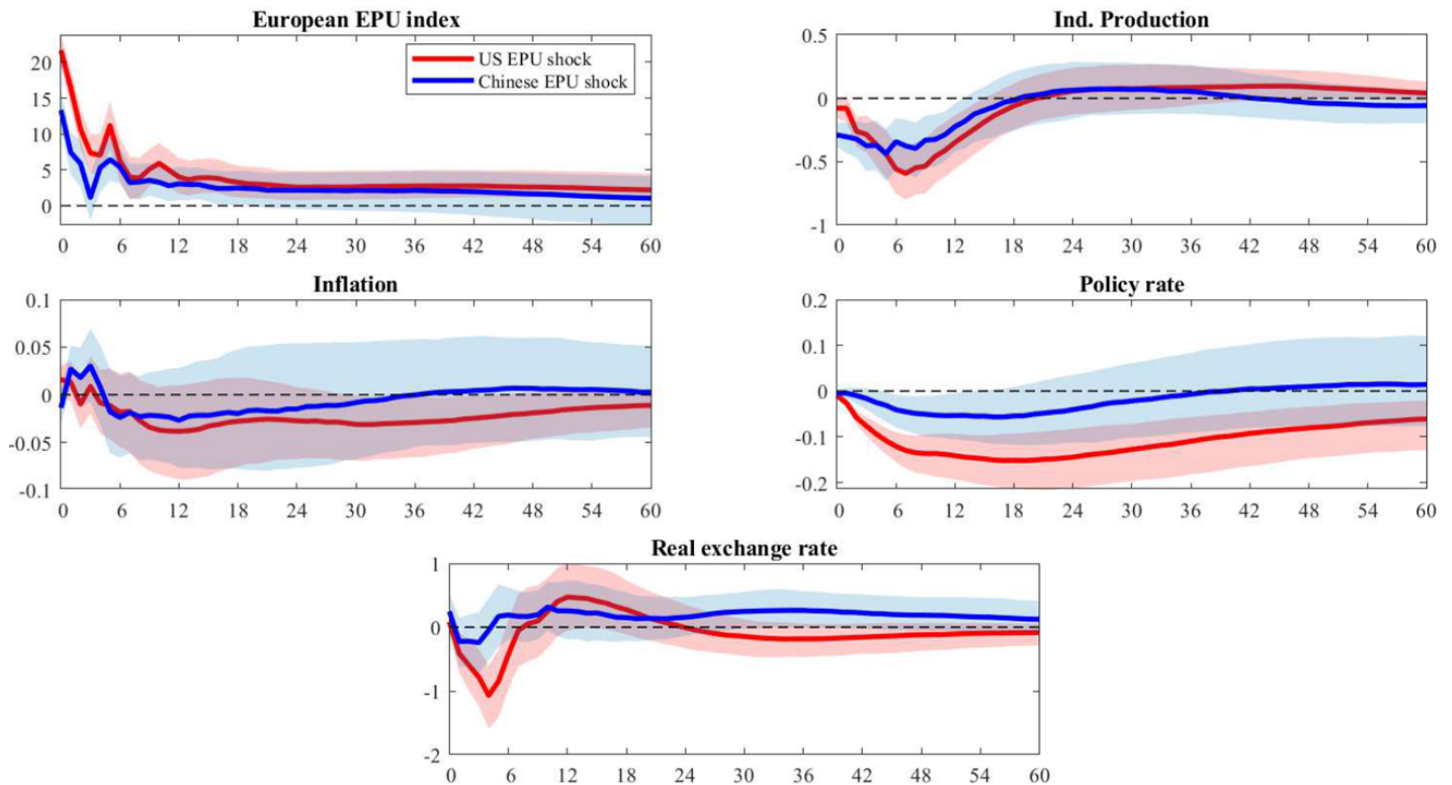 European EPU index
20
15
10
5
0
US EPU shock
Chinese EPU shock
0 6 12 18 24 30 36 42 48 54 60
Ind. Production
0.5
0
-0.5
-1
0 6 12 18 24 30 36 42 48 54 60
Inflation
0.1
0.05
0
-0.05
-0.1
0 6 12 18 24 30 36 42 48 54 60
Policy rate
0.2
0.1
0
-0.1
-0.2
0 6 12 18 24 30 36 42 48 54 60
Real exchange rate
1
0
-1
-2
0 6 12 18 24 30 36 42 48 54 60